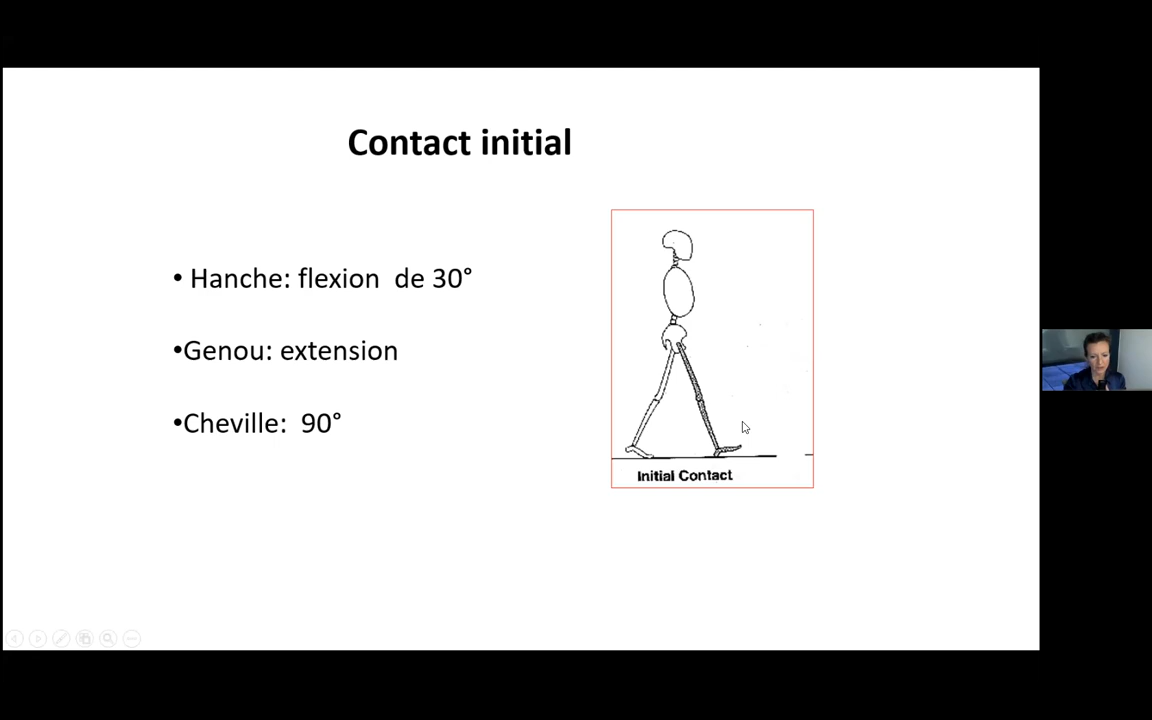 Contact initial
• Hanche: flexion  de 30°
•Genou: extension
•Cheville:  90°
Initial Contact